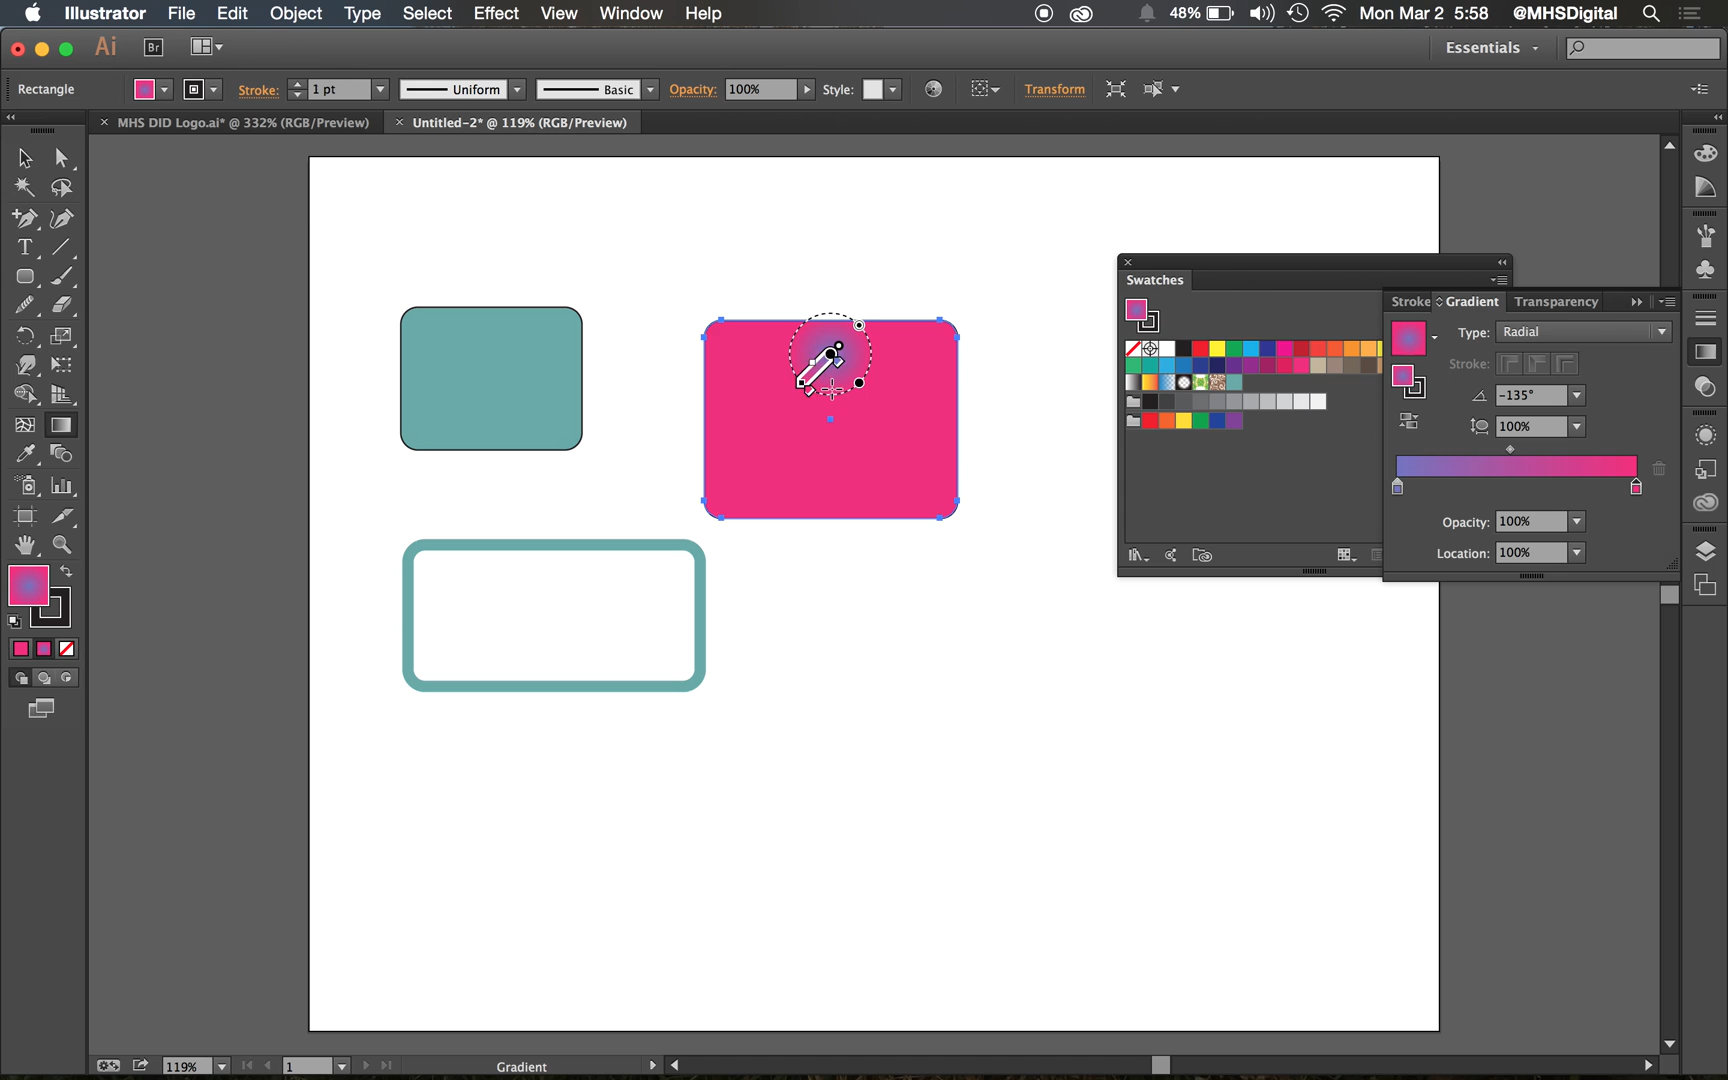 Illustrator File Edit Object Type Select Effect View Window Help 48% Mon Mar 2 5:58 @MHSDigital
Ai Br Essentials
Rectangle Stroke: 1 pt Uniform Basic Opacity: 100% Style: Transform
MHS DID Logo.ai* @ 332% (RGB/Preview) Untitled-2* @ 119% (RGB/Preview)
Swatches
Stroke Gradient Transparency
Type: Radial
Stroke:
-135°
100%
Opacity: 100%
Location: 100%
T
119% 1 Gradient